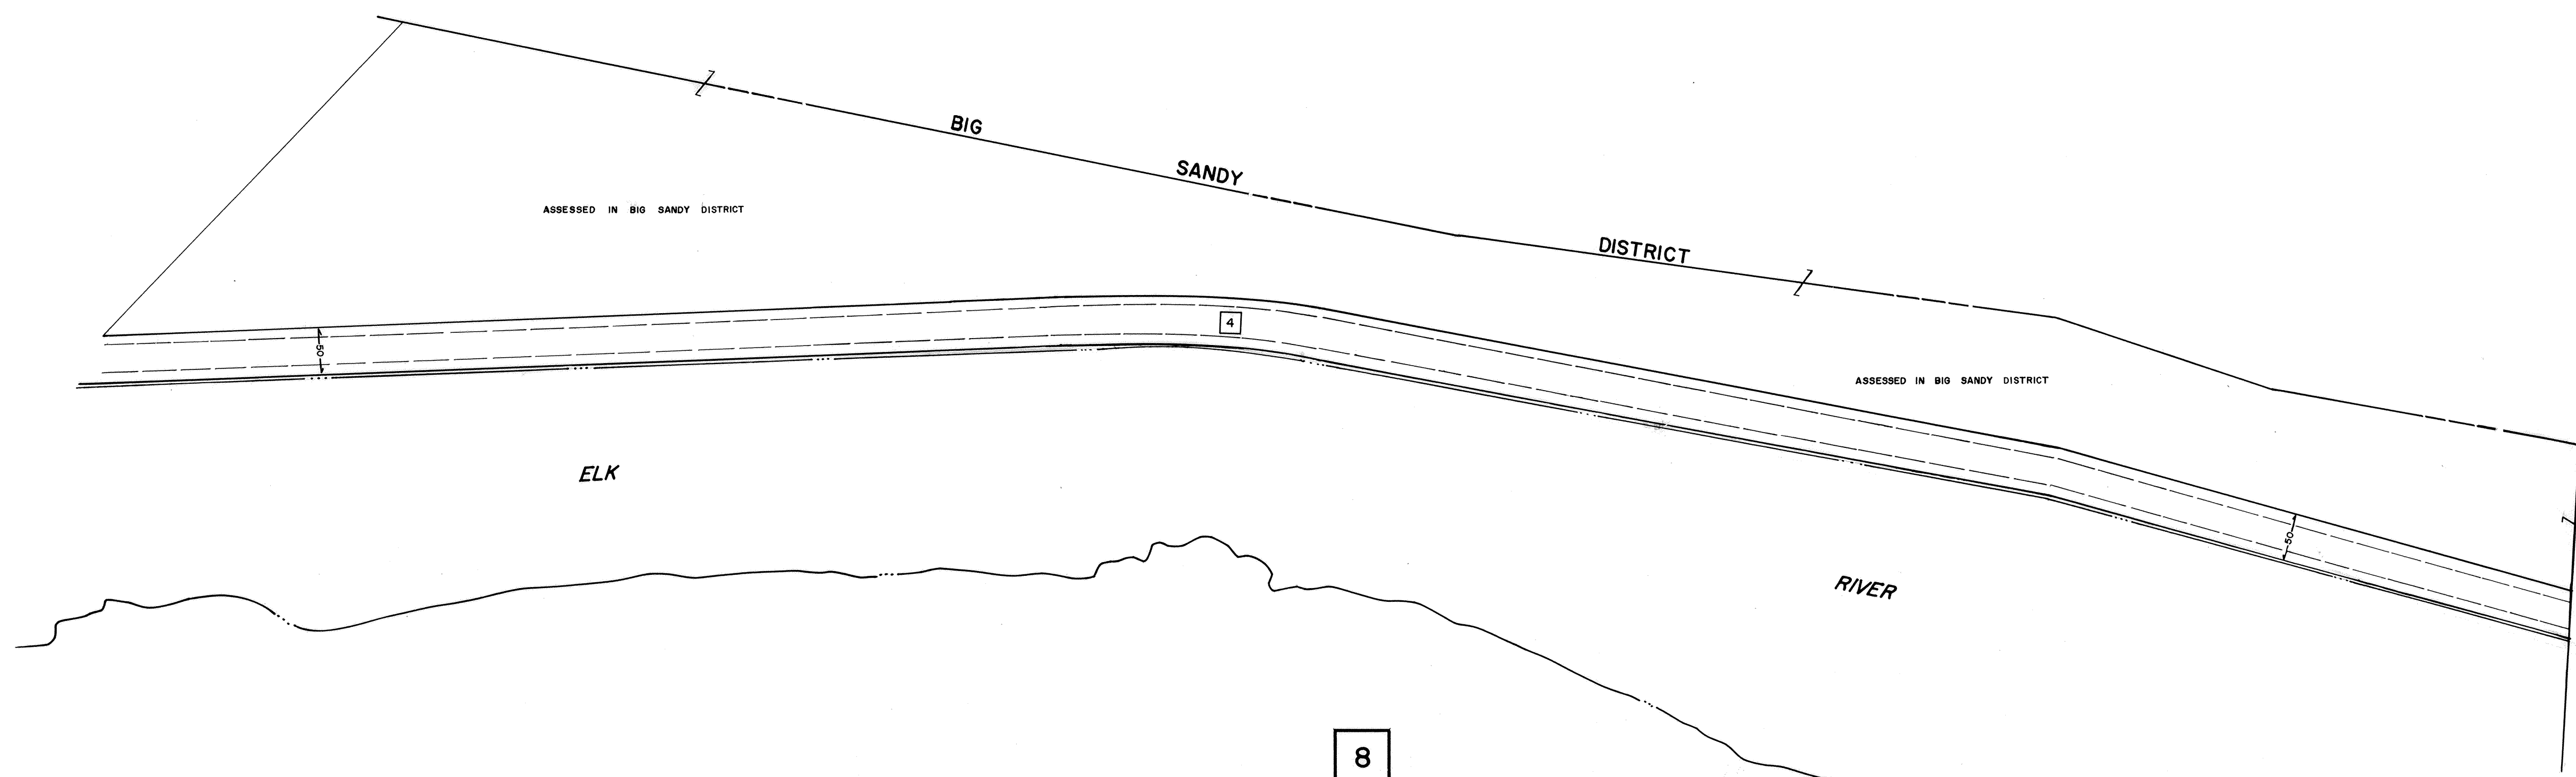 BIG SANDY DISTRICT
ASSESSED IN BIG SANDY DISTRICT
4
50
ASSESSED IN BIG SANDY DISTRICT
ELK RIVER
50
8